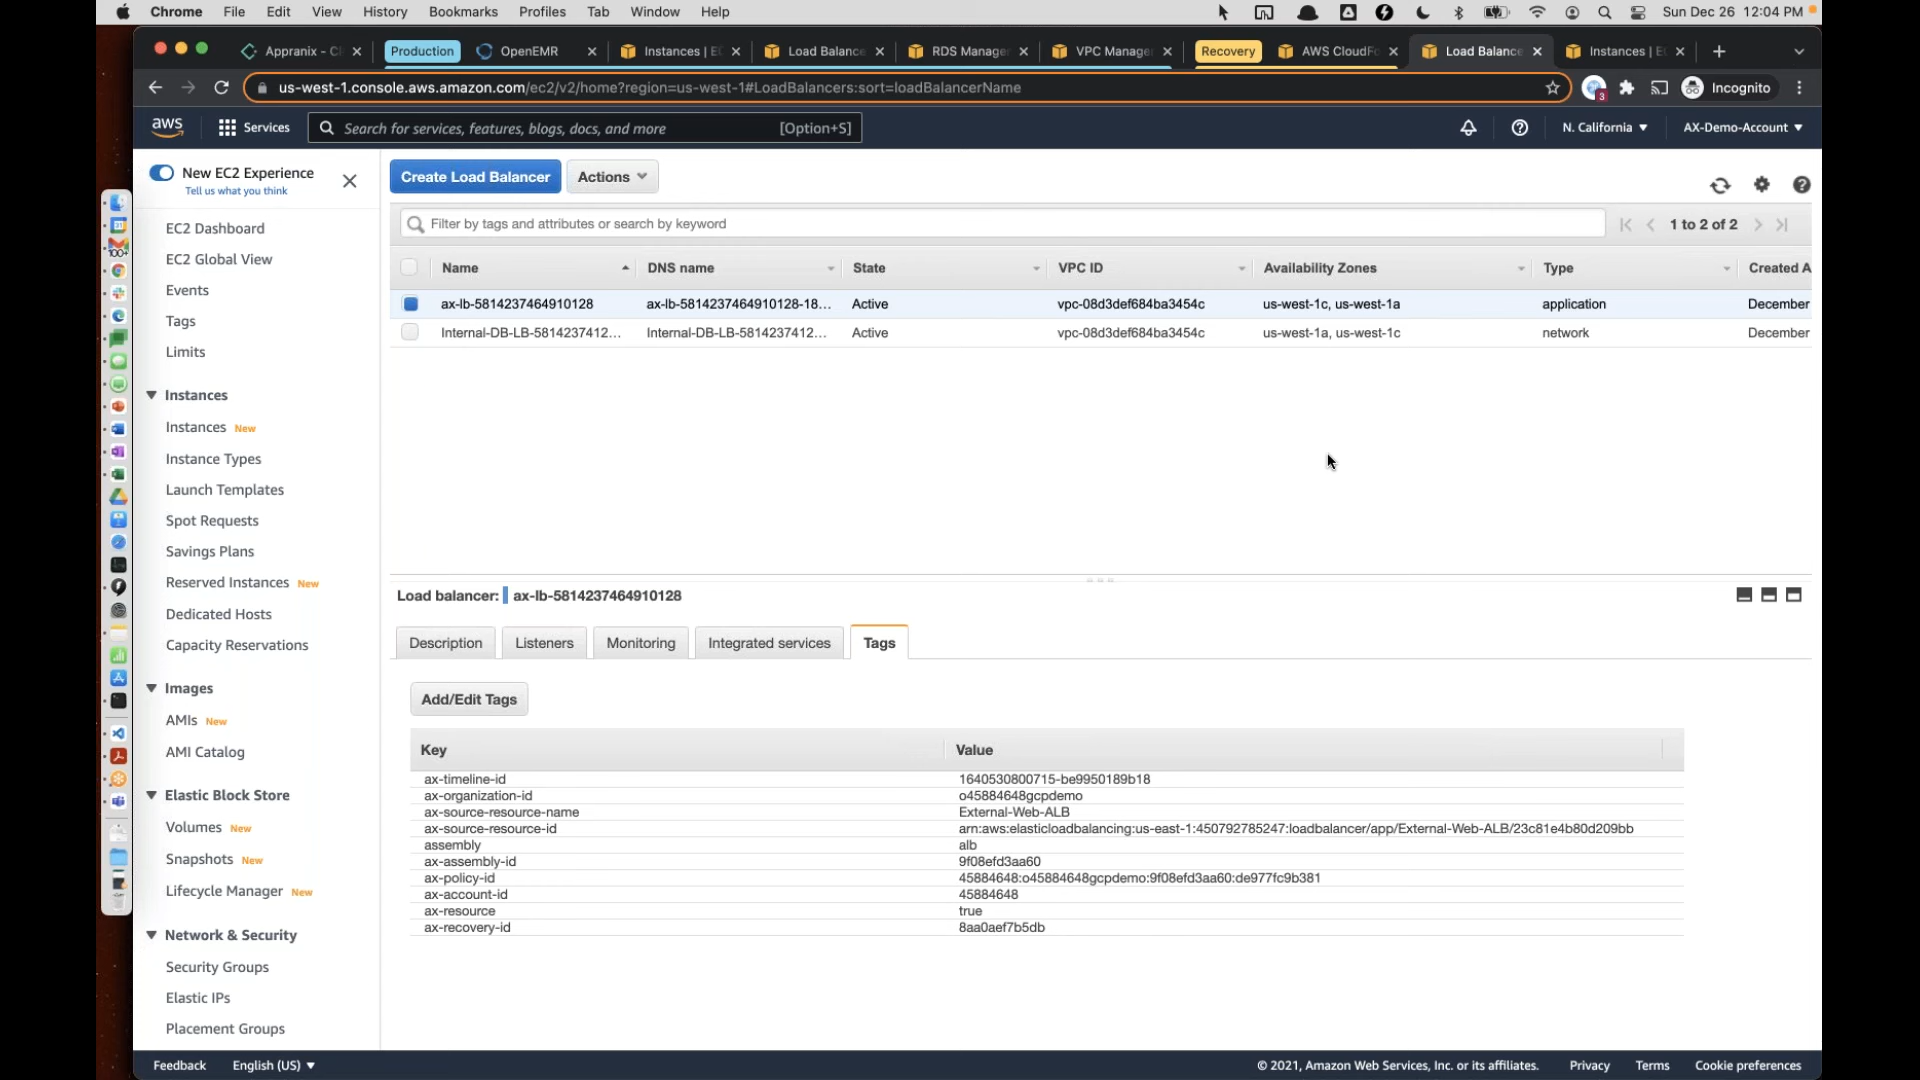 Chrome File Edit View History Bookmarks Profiles Tab Window Help Sun Dec 26 12:04 PM
Appranix - C Production OpenEMR Instances | E Load Balance RDS Manage VPC Manage Recovery AWS CloudF Load Balance Instances | E
us-west-1.console.aws.amazon.com/ec2/v2/home?region=us-west-1#LoadBalancers:sort=loadBalancerName 3 Incognito
aws Services Search for services, features, blogs, docs, and more [Option+S] N. California AX-Demo-Account
New EC2 Experience
Tell us what you think
EC2 Dashboard
EC2 Global View
Events
Tags
Limits
Instances
Instances New
Instance Types
Launch Templates
Spot Requests
Savings Plans
Reserved Instances New
Dedicated Hosts
Capacity Reservations
Images
AMIs New
AMI Catalog
Elastic Block Store
Volumes New
Snapshots New
Lifecycle Manager New
Network & Security
Security Groups
Elastic IPs
Placement Groups
Create Load Balancer Actions
Filter by tags and attributes or search by keyword 1 to 2 of 2
Name DNS name State VPC ID Availability Zones Type Created A
ax-lb-5814237464910128 ax-lb-5814237464910128-18... Active vpc-08d3def684ba3454c us-west-1c, us-west-1a application December
Internal-DB-LB-5814237412... Internal-DB-LB-5814237412... Active vpc-08d3def684ba3454c us-west-1a, us-west-1c network December
Load balancer: ax-lb-5814237464910128
Description Listeners Monitoring Integrated services Tags
Add/Edit Tags
Key Value
ax-timeline-id 1640530800715-be9950189b18
ax-organization-id o45884648gcpdemo
ax-source-resource-name External-Web-ALB
ax-source-resource-id arn:aws:elasticloadbalancing:us-east-1:450792785247:loadbalancer/app/External-Web-ALB/23c81e4b80d209bb
assembly alb
ax-assembly-id 9f08efd3aa60
ax-policy-id 45884648:o45884648gcpdemo:9f08efd3aa60:de977fc9b381
ax-account-id 45884648
ax-resource true
ax-recovery-id 8aa0aef7b5db
Feedback English (US) © 2021, Amazon Web Services, Inc. or its affiliates. Privacy Terms Cookie preferences